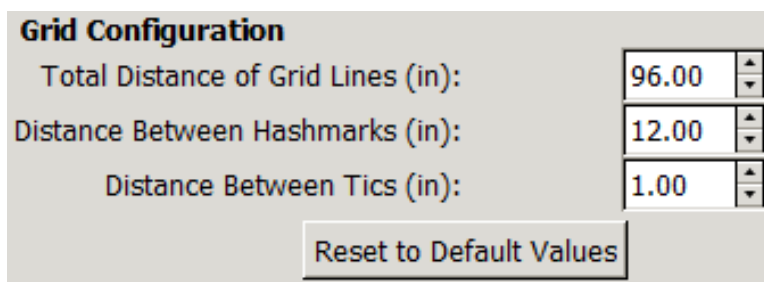 Grid Configuration
Total Distance of Grid Lines (in): 96.00
Distance Between Hashmarks (in): 12.00
Distance Between Tics (in): 1.00
Reset to Default Values